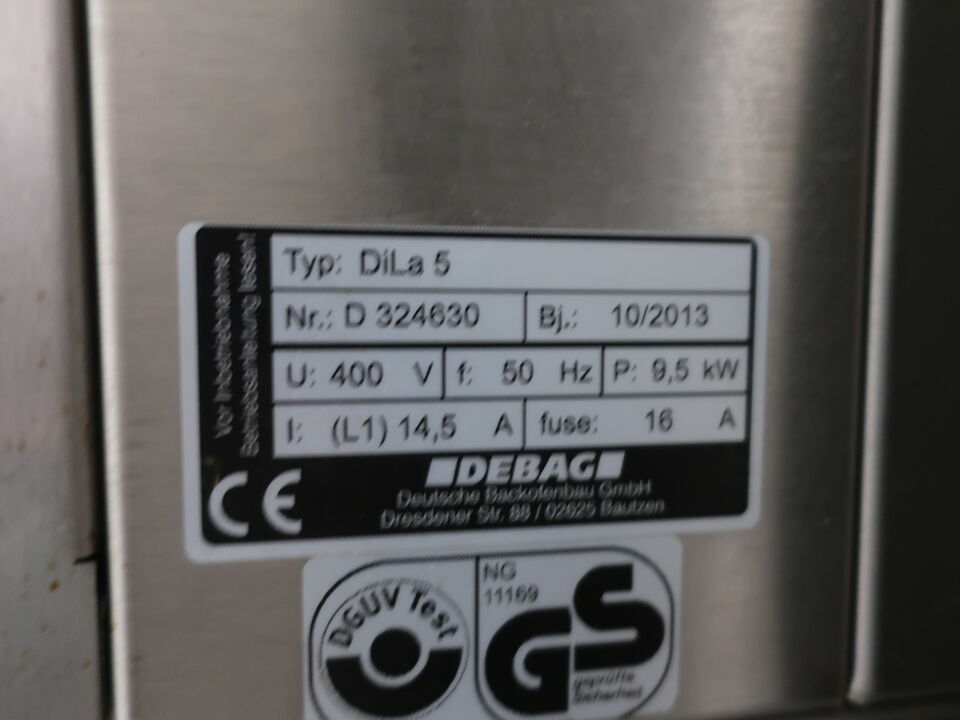 Vor Inbetriebnahme
Betriebsanleitung lesen!
Typ: DiLa 5
Nr.: D 324630 Bj.: 10/2013
U: 400 V f: 50 Hz P: 9,5 kW
I: (L1) 14,5 A fuse: 16 A
DEBAG
Deutsche Backofenbau GmbH
Dresdener Str. 88 / 02625 Bautzen
CE
DGUV Test
NG
11169
GS
geprüfte
Sicherheit